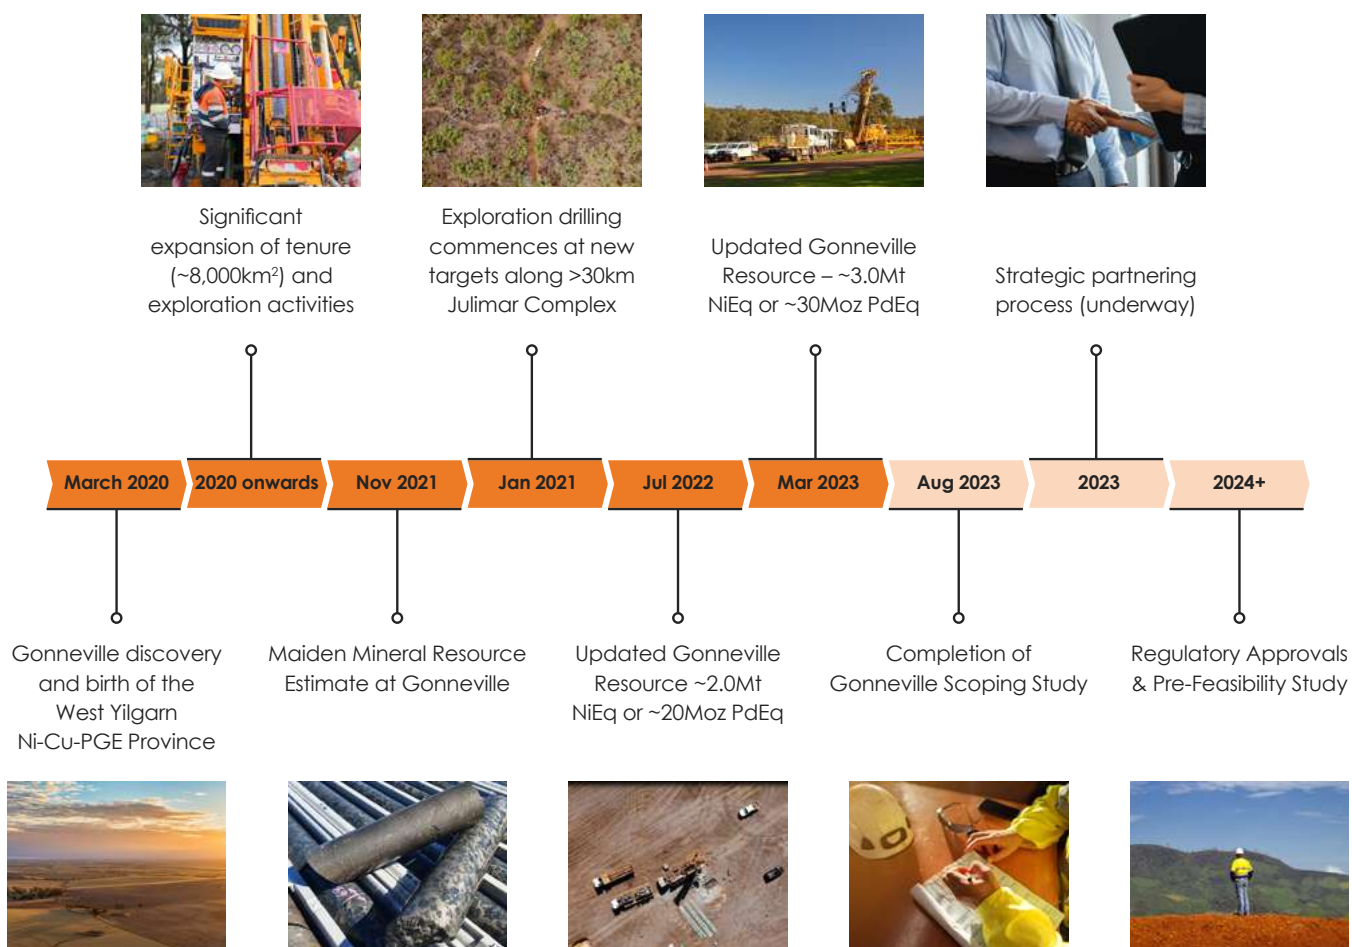 Significant
expansion of tenure
(~8,000km²) and
exploration activities
Exploration drilling
commences at new
targets along >30km
Julimar Complex
Updated Gonneville
Resource – ~3.0Mt
NiEq or ~30Moz PdEq
Strategic partnering
process (underway)
March 2020
2020 onwards
Nov 2021
Jan 2021
Jul 2022
Mar 2023
Aug 2023
2023
2024+
Gonneville discovery
and birth of the
West Yilgarn
Ni-Cu-PGE Province
Maiden Mineral Resource
Estimate at Gonneville
Updated Gonneville
Resource ~2.0Mt
NiEq or ~20Moz PdEq
Completion of
Gonneville Scoping Study
Regulatory Approvals
& Pre-Feasibility Study